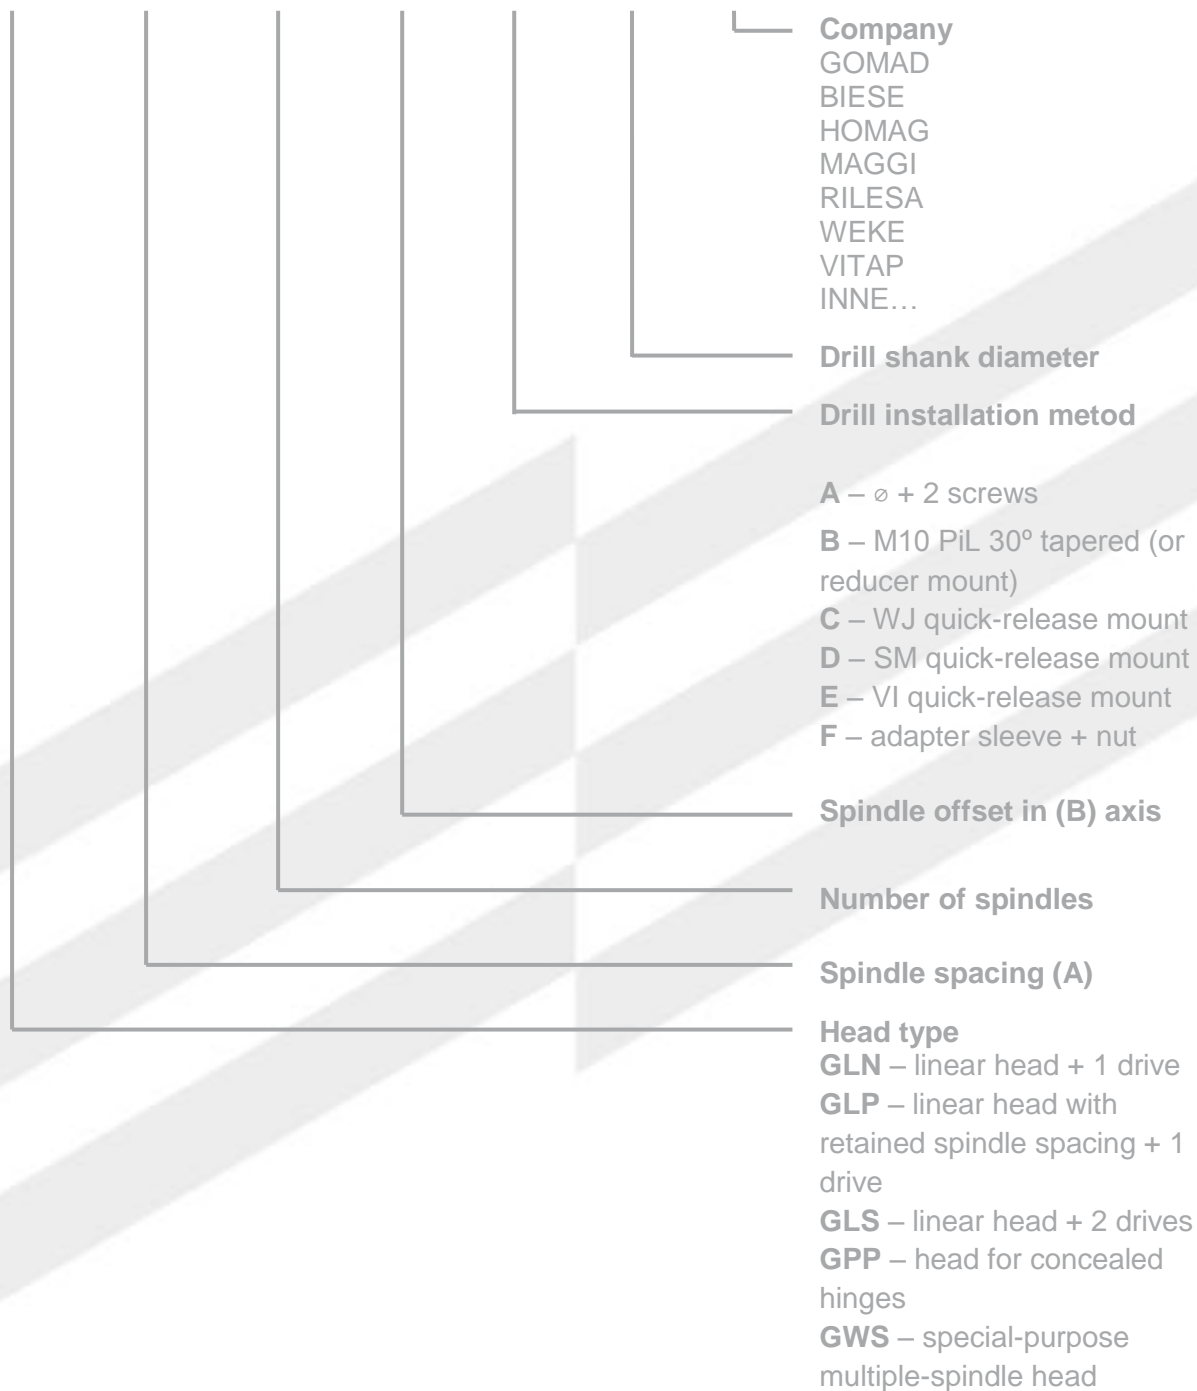 Company
GOMAD
BIESE
HOMAG
MAGGI
RILESA
WEKE
VITAP
INNE…
Drill shank diameter
Drill installation metod
A – ⌀ + 2 screws
B – M10 PiL 30º tapered (or
reducer mount)
C – WJ quick-release mount
D – SM quick-release mount
E – VI quick-release mount
F – adapter sleeve + nut
Spindle offset in (B) axis
Number of spindles
Spindle spacing (A)
Head type
GLN – linear head + 1 drive
GLP – linear head with
retained spindle spacing + 1
drive
GLS – linear head + 2 drives
GPP – head for concealed
hinges
GWS – special-purpose
multiple-spindle head